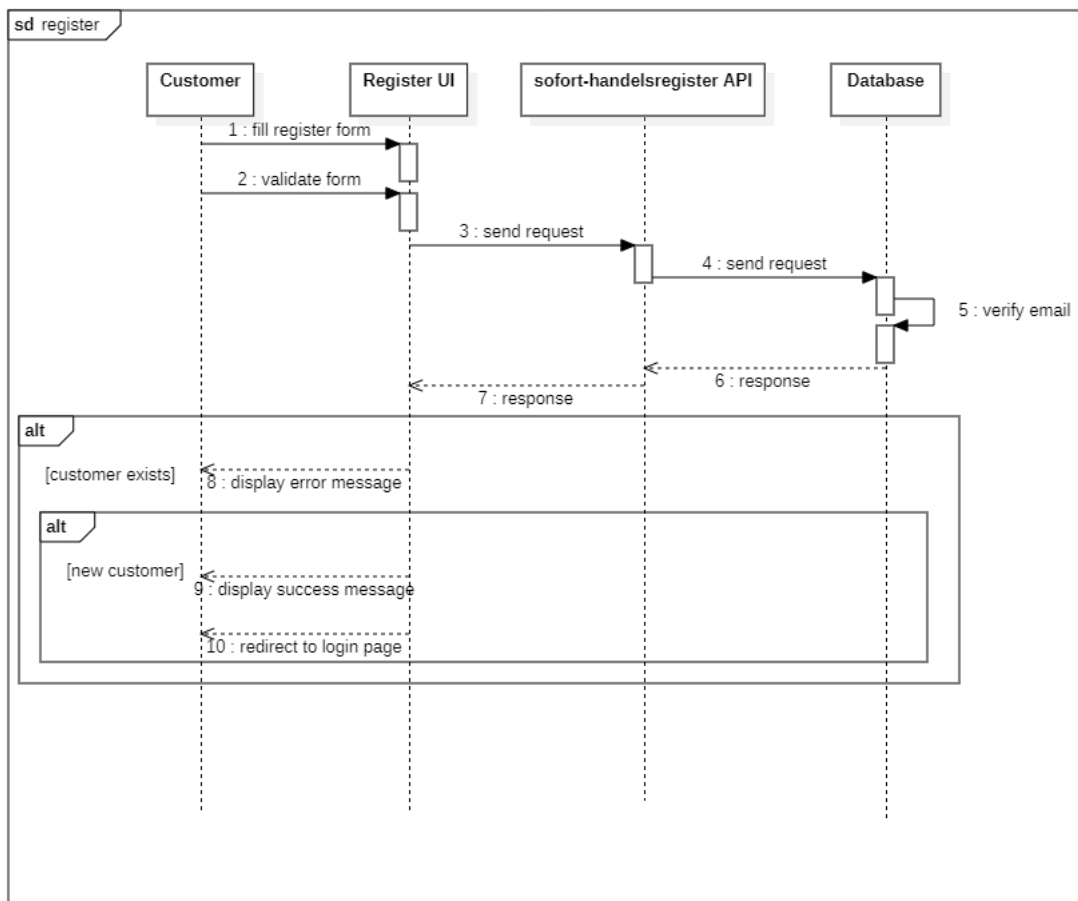 sd register
Customer
Register UI
sofort-handelsregister API
Database
1 : fill register form
2 : validate form
3 : send request
4 : send request
5 : verify email
6 : response
7 : response
alt
[customer exists]
8 : display error message
alt
[new customer]
9 : display success message
10 : redirect to login page